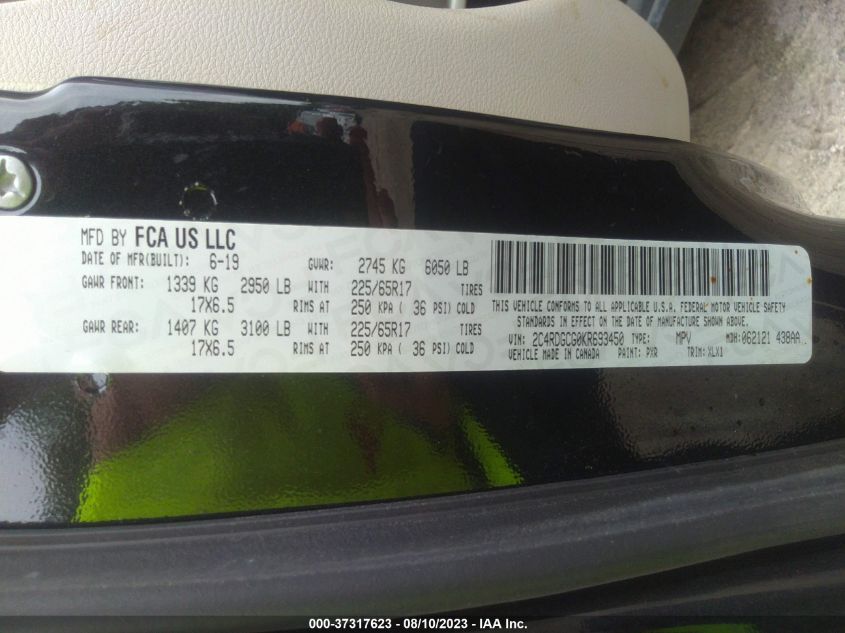 MFD BY FCA US LLC
DATE OF MFR(BUILT): 6-19 GVWR: 2745 KG 6050 LB
GAWR FRONT: 1339 KG 2950 LB WITH 225/65R17 TIRES
17X6.5 RIMS AT 250 KPA ( 36 PSI) COLD
GAWR REAR: 1407 KG 3100 LB WITH 225/65R17 TIRES
17X6.5 RIMS AT 250 KPA ( 36 PSI) COLD
THIS VEHICLE CONFORMS TO ALL APPLICABLE U.S.A. FEDERAL MOTOR VEHICLE SAFETY
STANDARDS IN EFFECT ON THE DATE OF MANUFACTURE SHOWN ABOVE.
VIN: 2C4RDGCG0KR693450 TYPE: MPV MDH: 062121 438AA
VEHICLE MADE IN CANADA PAINT: PXR TRIM: XLX1
000-37317623 - 08/10/2023 - IAA Inc.